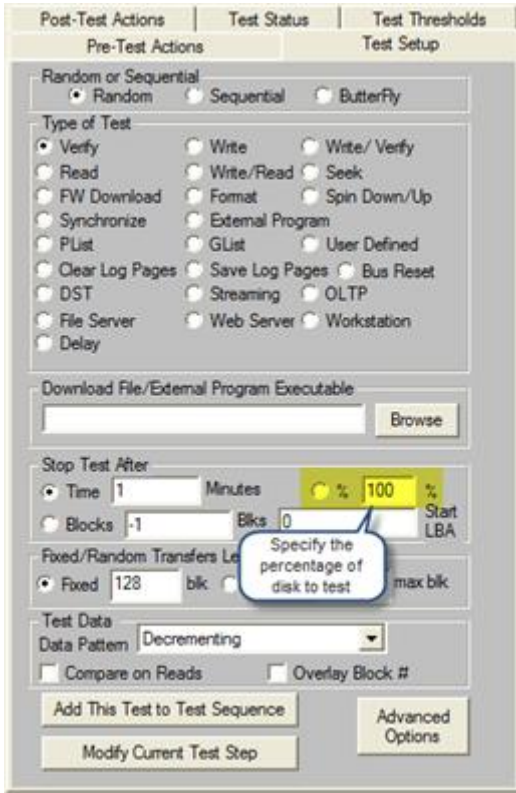 Post-Test Actions Test Status Test Thresholds
Pre-Test Actions Test Setup
Random or Sequential
Random Sequential ButterFly
Type of Test
Verify Write Write/ Verify
Read Write/Read Seek
FW Download Format Spin Down/Up
Synchronize External Program
PList GList User Defined
Clear Log Pages Save Log Pages Bus Reset
DST Streaming OLTP
File Server Web Server Workstation
Delay
Download File/External Program Executable
Browse
Stop Test After
Time 1 Minutes % 100 %
Blocks -1 Blks 0 Start LBA
Specify the
percentage of
disk to test
Fixed/Random Transfers Le
Fixed 128 blk max blk
Test Data
Data Pattern Decrementing
Compare on Reads Overlay Block #
Add This Test to Test Sequence
Advanced
Options
Modify Current Test Step